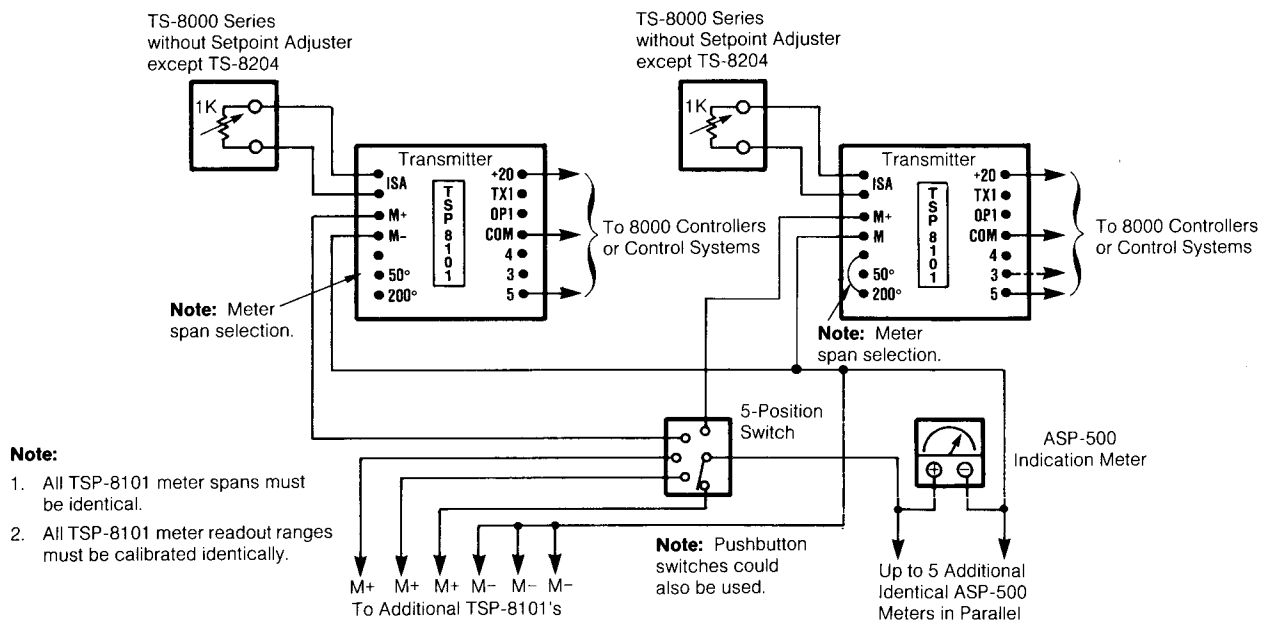 TS-8000 Series
without Setpoint Adjuster
except TS-8204
1K
Transmitter
ISA
M+
M-
50°
200°
TSP8101
+20
TX1
OP1
COM
4
3
5
To 8000 Controllers
or Control Systems
Note: Meter
span selection.
TS-8000 Series
without Setpoint Adjuster
except TS-8204
1K
Transmitter
ISA
M+
M
50°
200°
TSP8101
+20
TX1
OP1
COM
4
3
5
To 8000 Controllers
or Control Systems
Note: Meter
span selection.
5-Position
Switch
ASP-500
Indication Meter
+ −
Note:
1. All TSP-8101 meter spans must
be identical.
2. All TSP-8101 meter readout ranges
must be calibrated identically.
M+ M+ M+ M− M− M−
To Additional TSP-8101's
Note: Pushbutton
switches could
also be used.
Up to 5 Additional
Identical ASP-500
Meters in Parallel